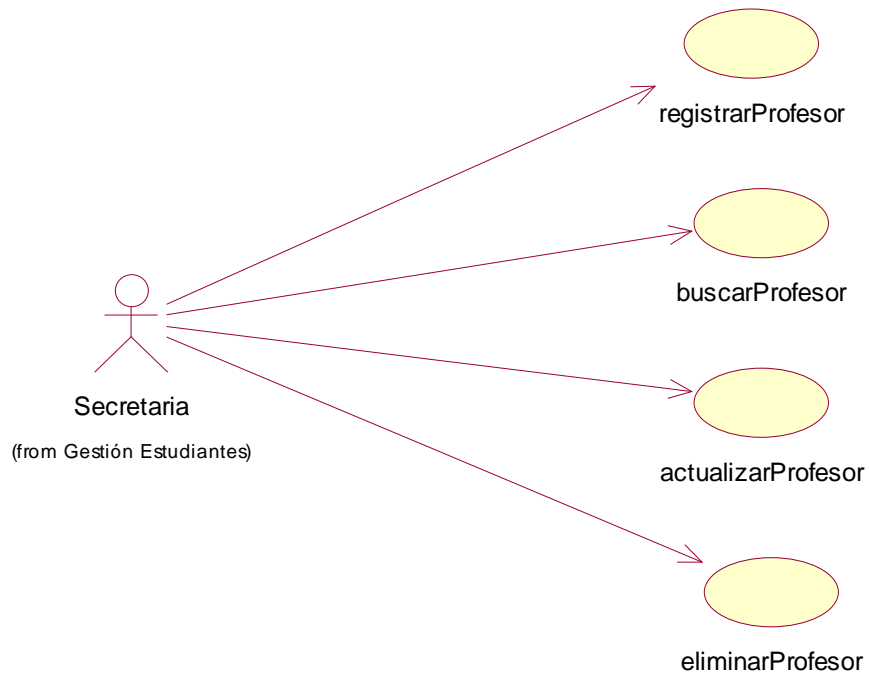 registrarProfesor
buscarProfesor
Secretaria
(from Gestión Estudiantes)
actualizarProfesor
eliminarProfesor